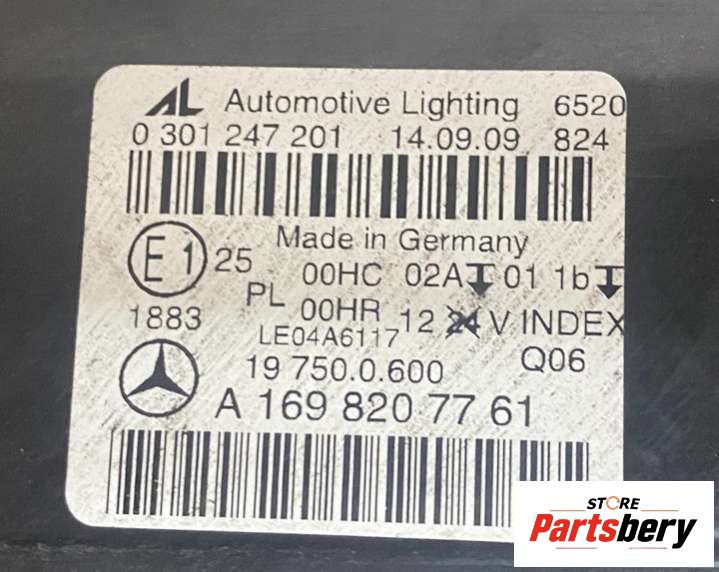 AL Automotive Lighting 6520
0 301 247 201 14.09.09 824
Made in Germany
E1 25 00HC 02A 01 1b
PL 00HR 12 24 V INDEX
1883 LE04A6117
19 750.0.600 Q06
A 169 820 77 61
STORE
Partsbery